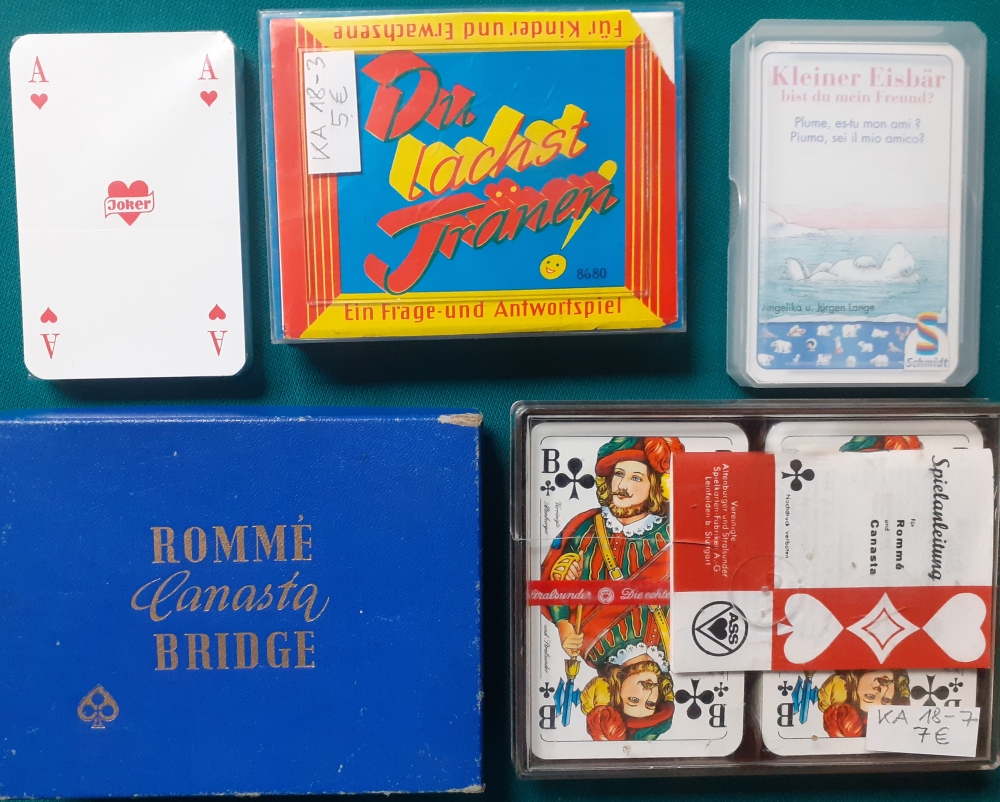 A
A
Joker
A
A
Für Kinder und Erwachsene
KA 18-3
5€
Du
lachst
Tränen!
8680
Ein Frage-und Antwortspiel
Kleiner Eisbär
bist du mein Freund?
Plume, es-tu mon ami ?
Piuma, sei il mio amico?
Angelika u. Jürgen Lange
S
Schmidt
ROMMÉ
Canasta
BRIDGE
B
Stralsunder Die echte
B
B
Vereinigte
Altenburger und Stralsunder
Spielkarten-Fabriken A.-G
Leinfelden b. Stuttgart
ASS
Nachdruck verboten
Spielanleitung
für
Rommé
und
Canasta
B
KA 18-7
7€